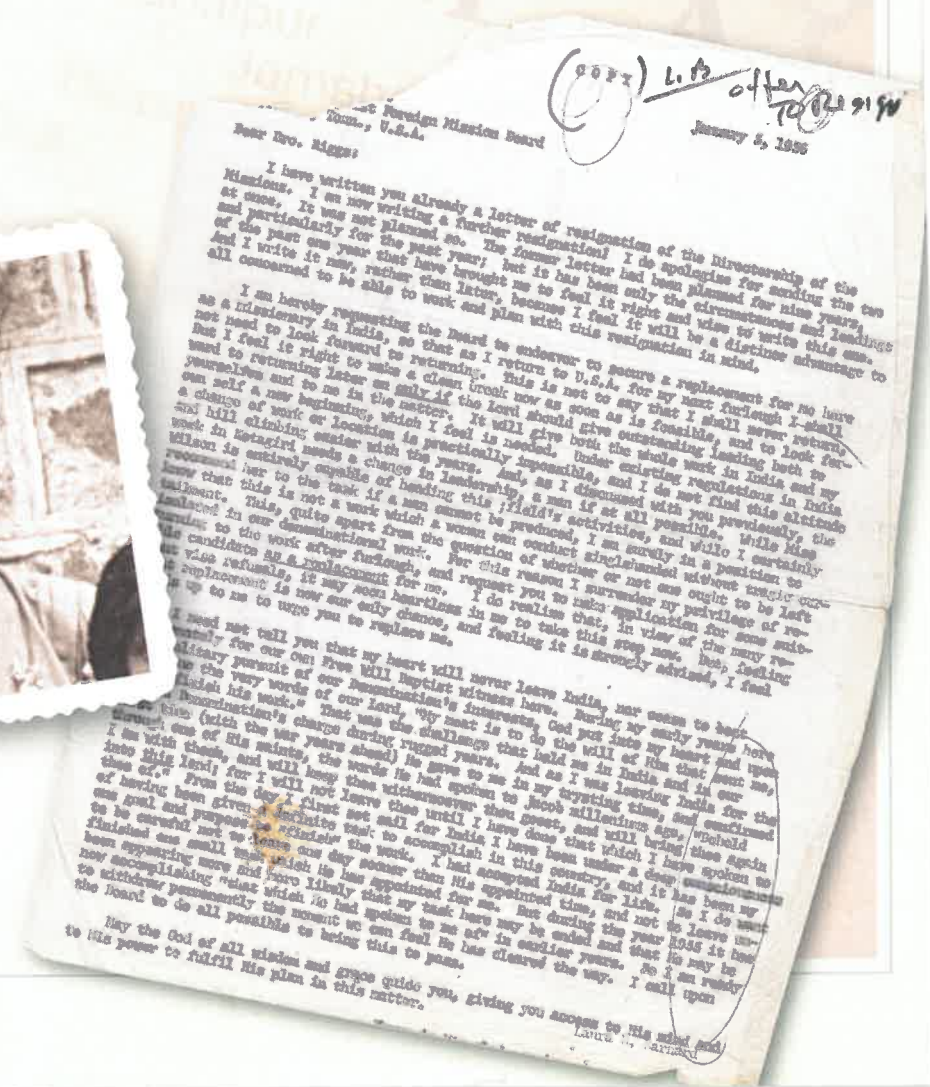 (COPY) L.B offer
To Resign
st Foreign Mission Board
Tenn., U.S.A.
January 5, 1956
Dear Bro. Riggs:
I have written you already a letter of resignation of the Directorship of the
Missions. I am now writing a further resignation! I do apologise for sending the two
at once. It was not planned so. The former letter had been planned for nine years,
and particularly for the past year; but it has been only the circumstances and leadings
of the past one year that have brought me to feel it right and wise to write this one.
And I write it now, rather than later, because I feel it will be a distinct advantage to
all concerned to be able to work and plan with this resignation in mind.
I am hereby requesting the Board to endeavor to secure a replacement for me here
as a missionary in India, so that as I return to U.S.A. for my next furlough I shall
not need to look forward to returning. This is not to say that I shall never return,
But I feel it right to make a clean break now as soon as is feasible, and to look for-
ward to returning later on only if the Lord should give outstanding leading both to
yourselves and to me in the matter. It will give both the whole work in India and my
own self a new beginning, which I feel is needed. Under existing regulations in India
a change of work or location is practically impossible, and I do not find this altitude
and hill climbing easier with the years. And, as I discussed with you previously, the
work in Kotagiri needs a change in leadership, a man if at all possible. While Miss
Wilson is entirely capable of heading this field's activities, and while I certainly
recommend her to the task if a man cannot be produced, I am surely in a position to
know that this is not a work which a woman can conduct singlehanded without tragic cur-
tailment. This, quite apart from the question of whether or not one ought to be left
isolated in our denominational work. For this reason I surrender my privilege of re-
turning to the work after furlough, and request you to make application for some suit-
able candidate as a replacement for me. I do realise that, in view of the many re-
wise refusals, it may seem heartless in me to take this step now. But, feeling
replacement is now our only chance, and feeling it is strongly advised, I feel
is up to me to urge you to replace me.
I need not tell you that my heart will never leave India, nor cease to beat
for our own Free Will Baptist witness here. During my early years here
solitary pursuit of our Denomination's interests, God put into my heart and upon
the very words of our Lord, "My meat is to do the will of Him that sent me,
finish his work." That was the challenge that held me in India and in our
Denomination's charge during rugged years. And as I was leaving India for the
time (with the war years ahead) He gave to me in my trysting time, and confirmed
through of His saints, the words He had spoken to Jacob millenniums ago, "Behold
I am with thee, and will keep thee whithersoever thou goest, and will bring thee again
into this land; for I will not leave thee until I have done that which I have spoken to
thee of." From the day I first set sail for India I have been under a deep consciousness
of having been given a definite task to accomplish in this country, and it has been my
one goal and purpose to finish the work. I had accepted India for life, as I do want
to be careful not to leave one day sooner than His appointed time, and not to leave un-
finished any small which He has appointed for me. But during the year 1955 it has
been appearing more and more likely that my task here may be ended and that He may be
now accomplishing "that which He had spoken to me of" in earlier years. So I am ready
to withdraw permanently the moment we can feel He has cleared the way. I call upon
the Board to do all possible to bring this to pass.
May the God of all wisdom and grace guide you, giving you access to His mind and
to His power to fulfil His plan in this matter.
Laura Barnard